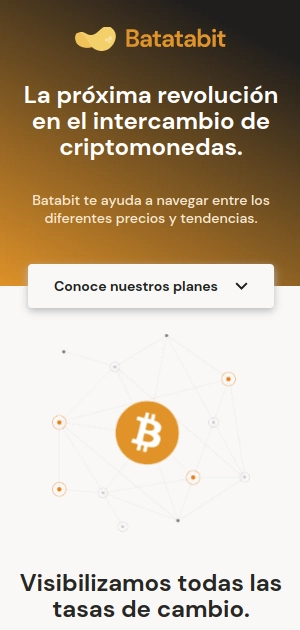 Batatabit
La próxima revolución
en el intercambio de
criptomonedas.
Batabit te ayuda a navegar entre los
diferentes precios y tendencias.
Conoce nuestros planes
Visibilizamos todas las
tasas de cambio.